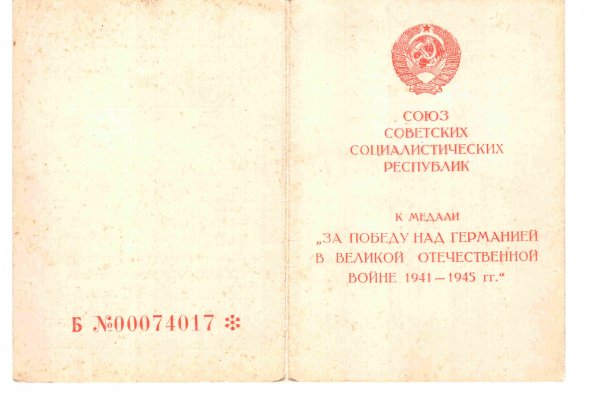 СОЮЗ
СОВЕТСКИХ
СОЦИАЛИСТИЧЕСКИХ
РЕСПУБЛИК
К МЕДАЛИ
„ЗА ПОБЕДУ НАД ГЕРМАНИЕЙ
В ВЕЛИКОЙ ОТЕЧЕСТВЕННОЙ
ВОЙНЕ 1941—1945 гг.“
Б №00074017 ❇